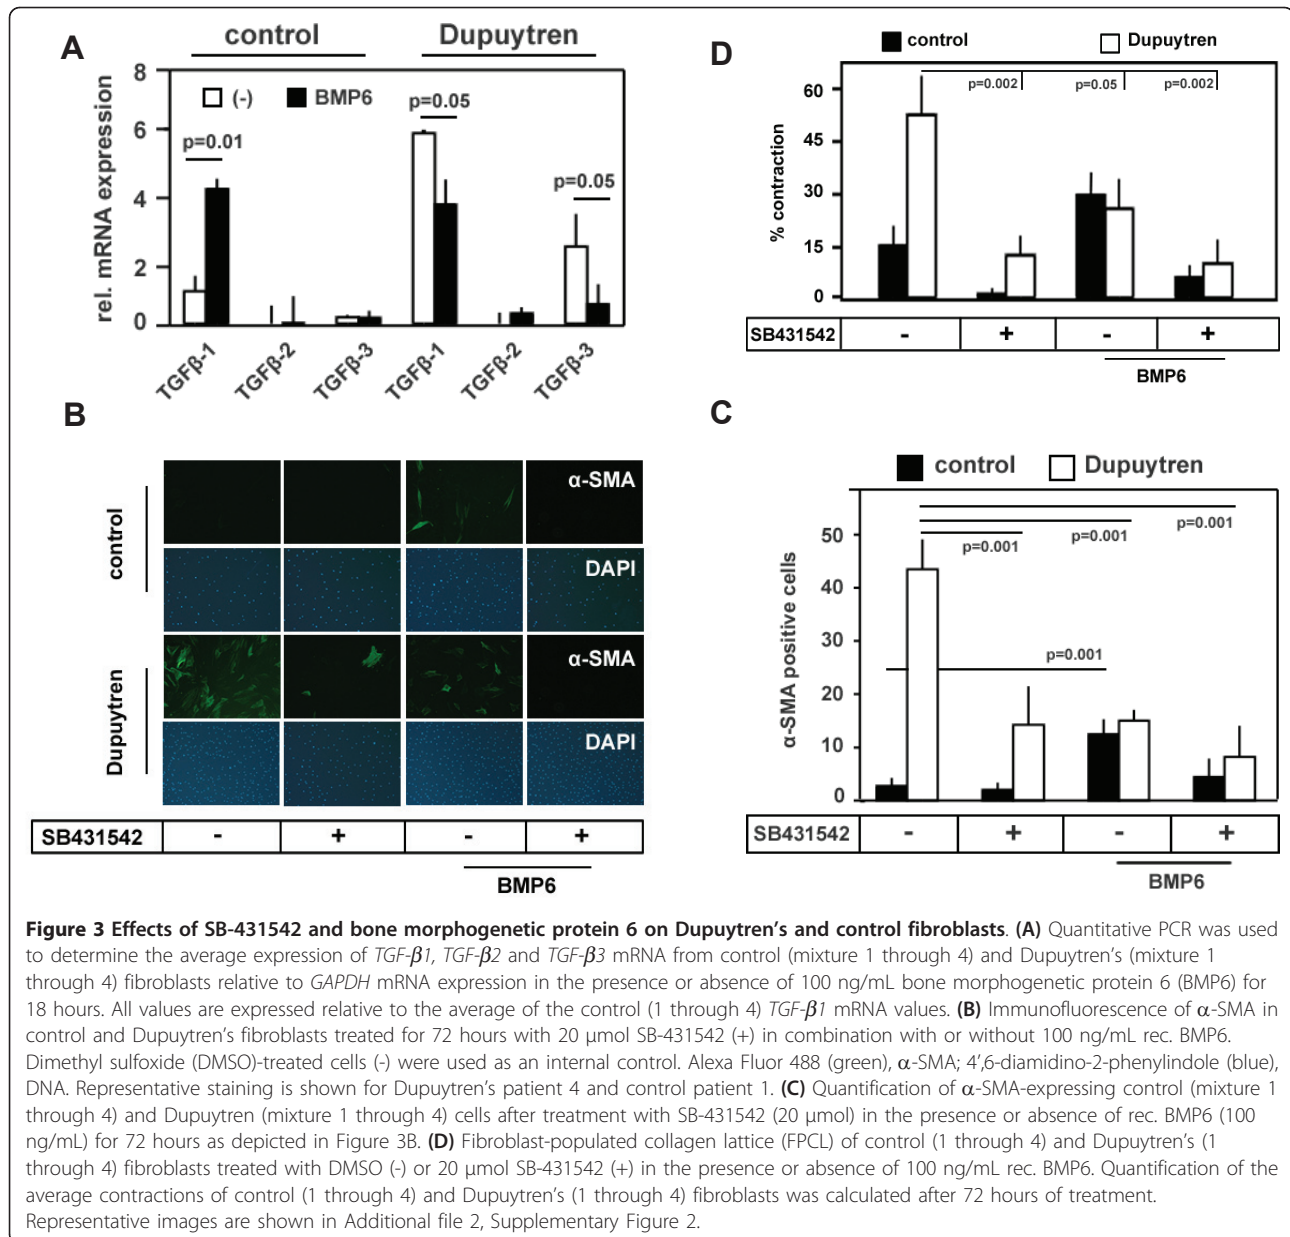 A
control Dupuytren
8
6
4
2
0
rel. mRNA expression
(-) BMP6
p=0.01
p=0.05
p=0.05
TGFβ-1 TGFβ-2 TGFβ-3 TGFβ-1 TGFβ-2 TGFβ-3
D
control Dupuytren
p=0.002 p=0.05 p=0.002
60
45
30
15
0
% contraction
SB431542 - + - +
BMP6
B
control
α-SMA
DAPI
Dupuytren
α-SMA
DAPI
SB431542 - + - +
BMP6
C
control Dupuytren
50
40
30
20
10
0
α-SMA positive cells
p=0.001 p=0.001 p=0.001
p=0.001
SB431542 - + - +
BMP6
Figure 3 Effects of SB-431542 and bone morphogenetic protein 6 on Dupuytren's and control fibroblasts. (A) Quantitative PCR was used
to determine the average expression of TGF-β1, TGF-β2 and TGF-β3 mRNA from control (mixture 1 through 4) and Dupuytren's (mixture 1
through 4) fibroblasts relative to GAPDH mRNA expression in the presence or absence of 100 ng/mL bone morphogenetic protein 6 (BMP6) for
18 hours. All values are expressed relative to the average of the control (1 through 4) TGF-β1 mRNA values. (B) Immunofluorescence of α-SMA in
control and Dupuytren's fibroblasts treated for 72 hours with 20 μmol SB-431542 (+) in combination with or without 100 ng/mL rec. BMP6.
Dimethyl sulfoxide (DMSO)-treated cells (-) were used as an internal control. Alexa Fluor 488 (green), α-SMA; 4',6-diamidino-2-phenylindole (blue),
DNA. Representative staining is shown for Dupuytren's patient 4 and control patient 1. (C) Quantification of α-SMA-expressing control (mixture 1
through 4) and Dupuytren (mixture 1 through 4) cells after treatment with SB-431542 (20 μmol) in the presence or absence of rec. BMP6 (100
ng/mL) for 72 hours as depicted in Figure 3B. (D) Fibroblast-populated collagen lattice (FPCL) of control (1 through 4) and Dupuytren's (1
through 4) fibroblasts treated with DMSO (-) or 20 μmol SB-431542 (+) in the presence or absence of 100 ng/mL rec. BMP6. Quantification of the
average contractions of control (1 through 4) and Dupuytren's (1 through 4) fibroblasts was calculated after 72 hours of treatment.
Representative images are shown in Additional file 2, Supplementary Figure 2.